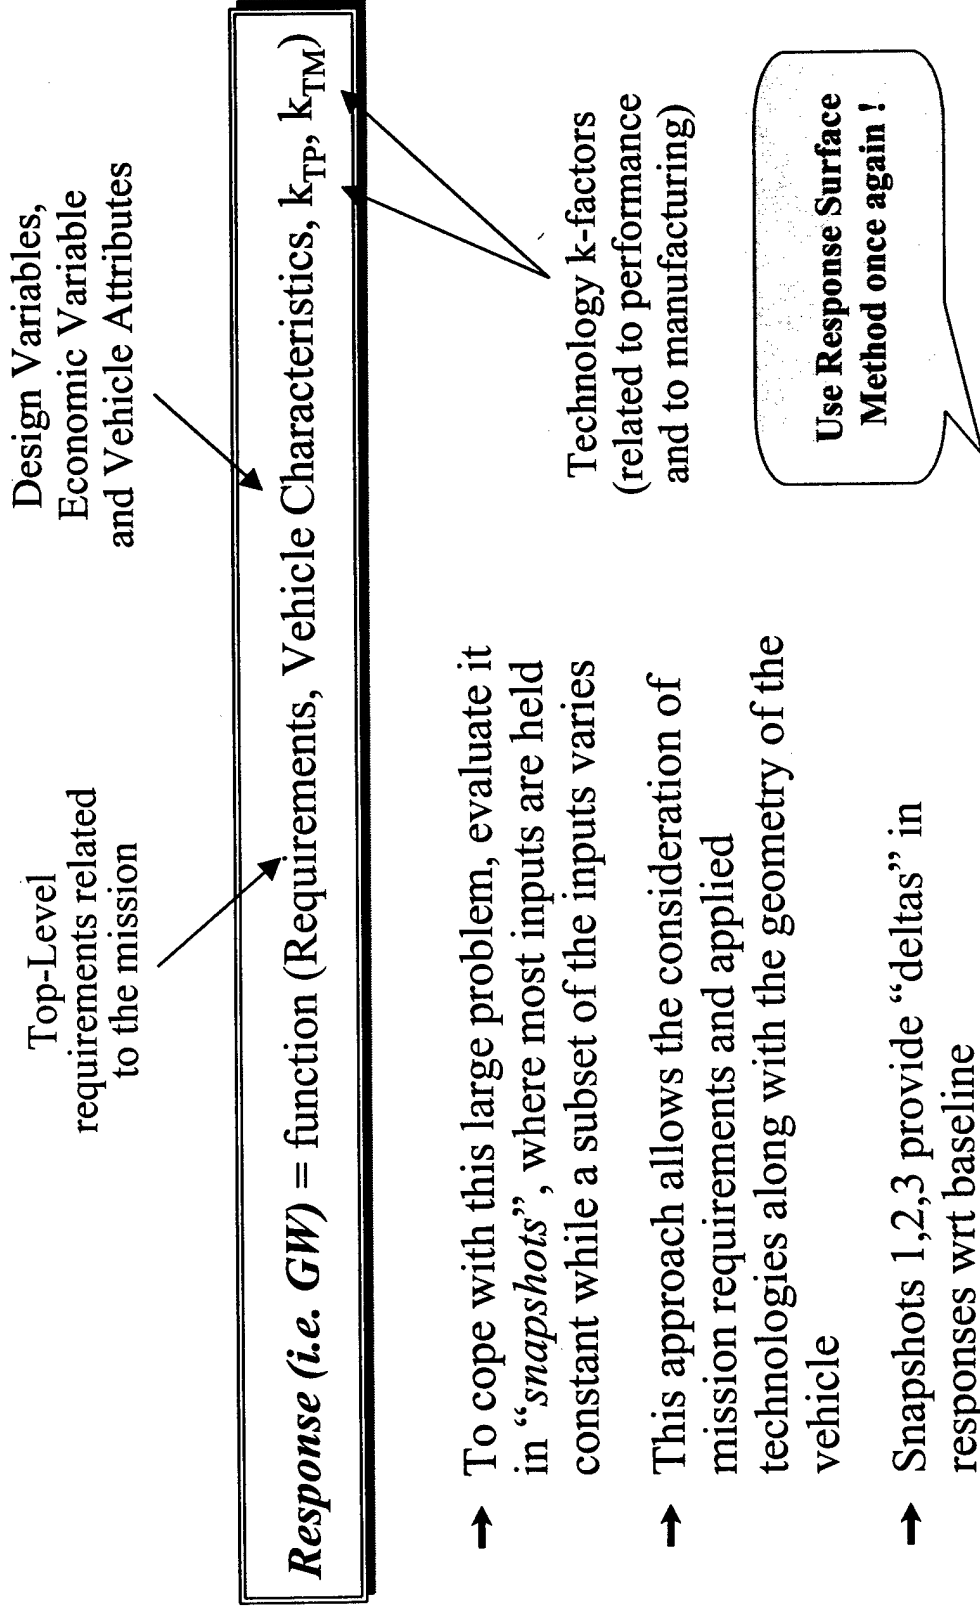 Top-Level
requirements related
to the mission
Design Variables,
Economic Variable
and Vehicle Attributes
Response (i.e. GW) = function (Requirements, Vehicle Characteristics, kTP, kTM)
Technology k-factors
(related to performance
and to manufacturing)
→ To cope with this large problem, evaluate it
in “snapshots”, where most inputs are held
constant while a subset of the inputs varies
→ This approach allows the consideration of
mission requirements and applied
technologies along with the geometry of the
vehicle
Use Response Surface
Method once again !
→ Snapshots 1,2,3 provide “deltas” in
responses wrt baseline